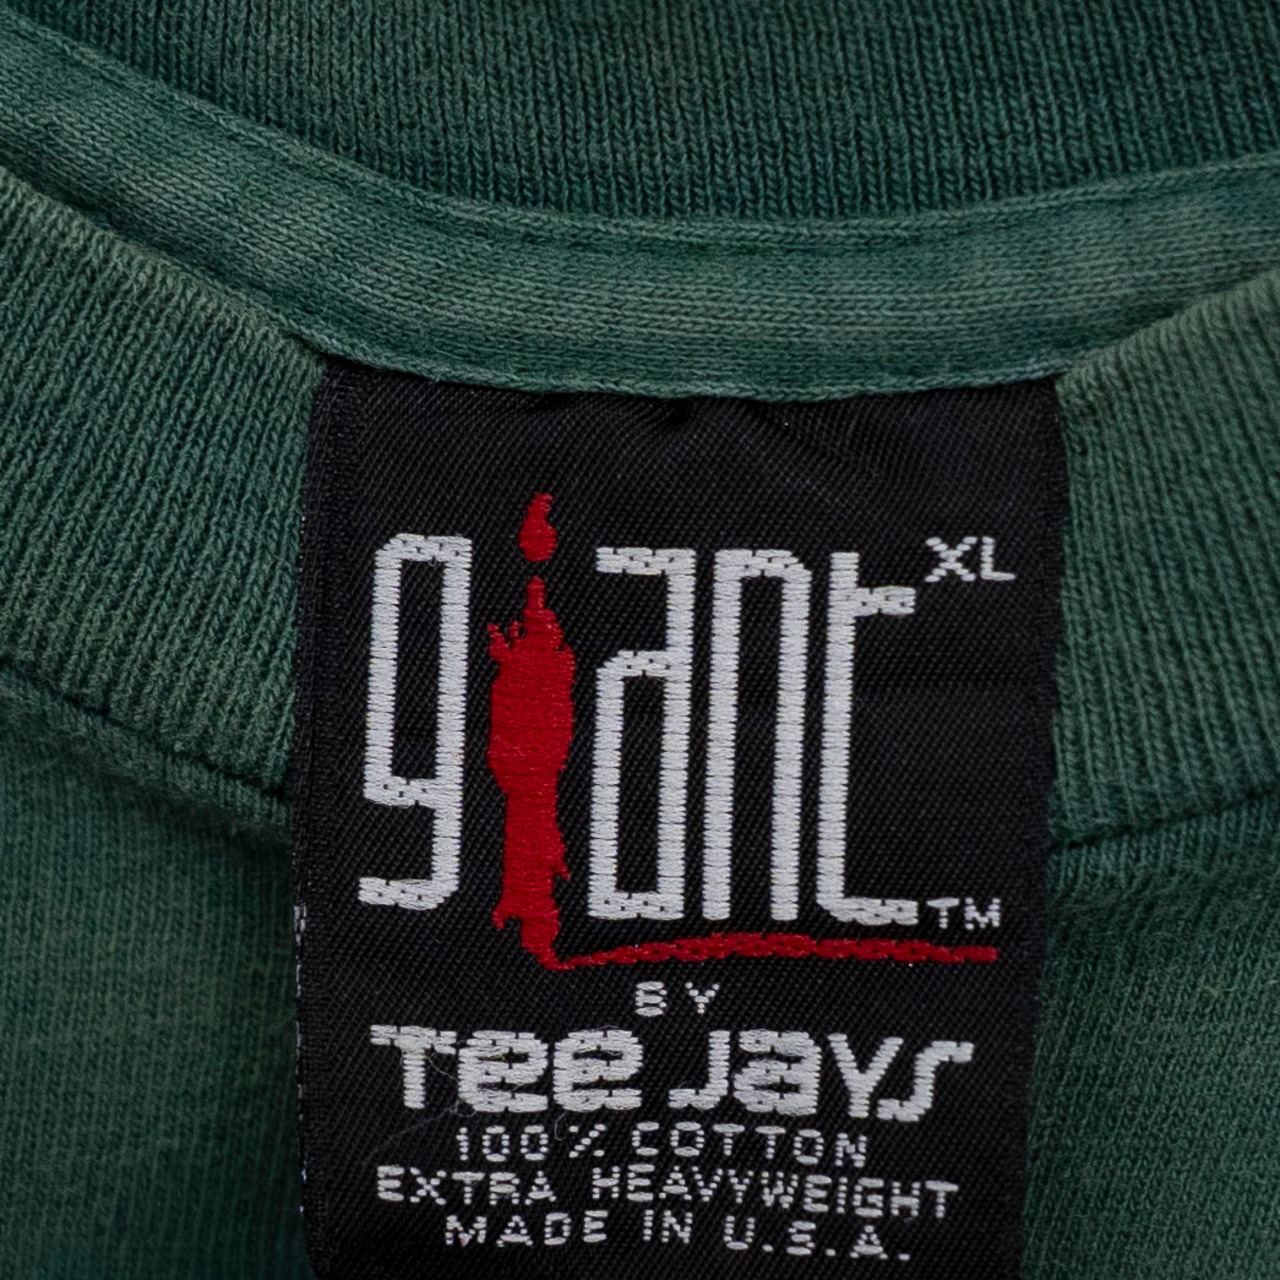 giant XL
TM
BY
Tee Jays
100% COTTON
EXTRA HEAVYWEIGHT
MADE IN U.S.A.